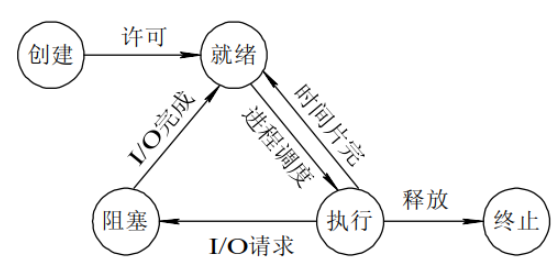 许可
创建
就绪
I/O完成
进程调度
时间片完
阻塞
执行
释放
终止
I/O请求